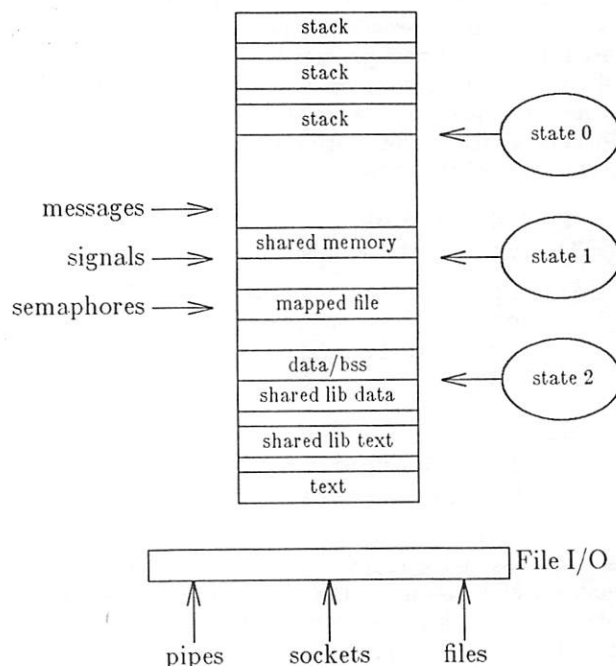 stack
stack
stack
state 0
messages
shared memory
signals
state 1
semaphores
mapped file
data/bss
state 2
shared lib data
shared lib text
text
File I/O
pipes sockets files